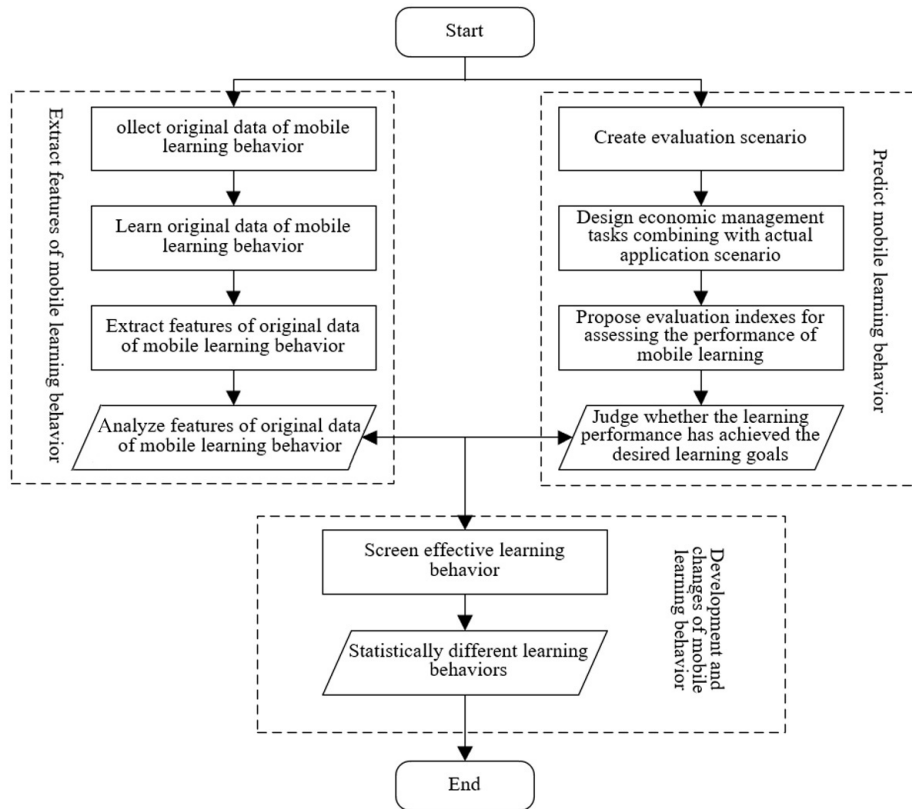 Start
Extract features of mobile learning behavior
ollect original data of mobile
learning behavior
Learn original data of mobile
learning behavior
Extract features of original data
of mobile learning behavior
Analyze features of original data
of mobile learning behavior
Create evaluation scenario
Design economic management
tasks combining with actual
application scenario
Propose evaluation indexes for
assessing the performance of
mobile learning
Judge whether the learning
performance has achieved the
desired learning goals
Predict mobile learning behavior
Screen effective learning
behavior
Statistically different learning
behaviors
Development and
changes of mobile
learning behavior
End